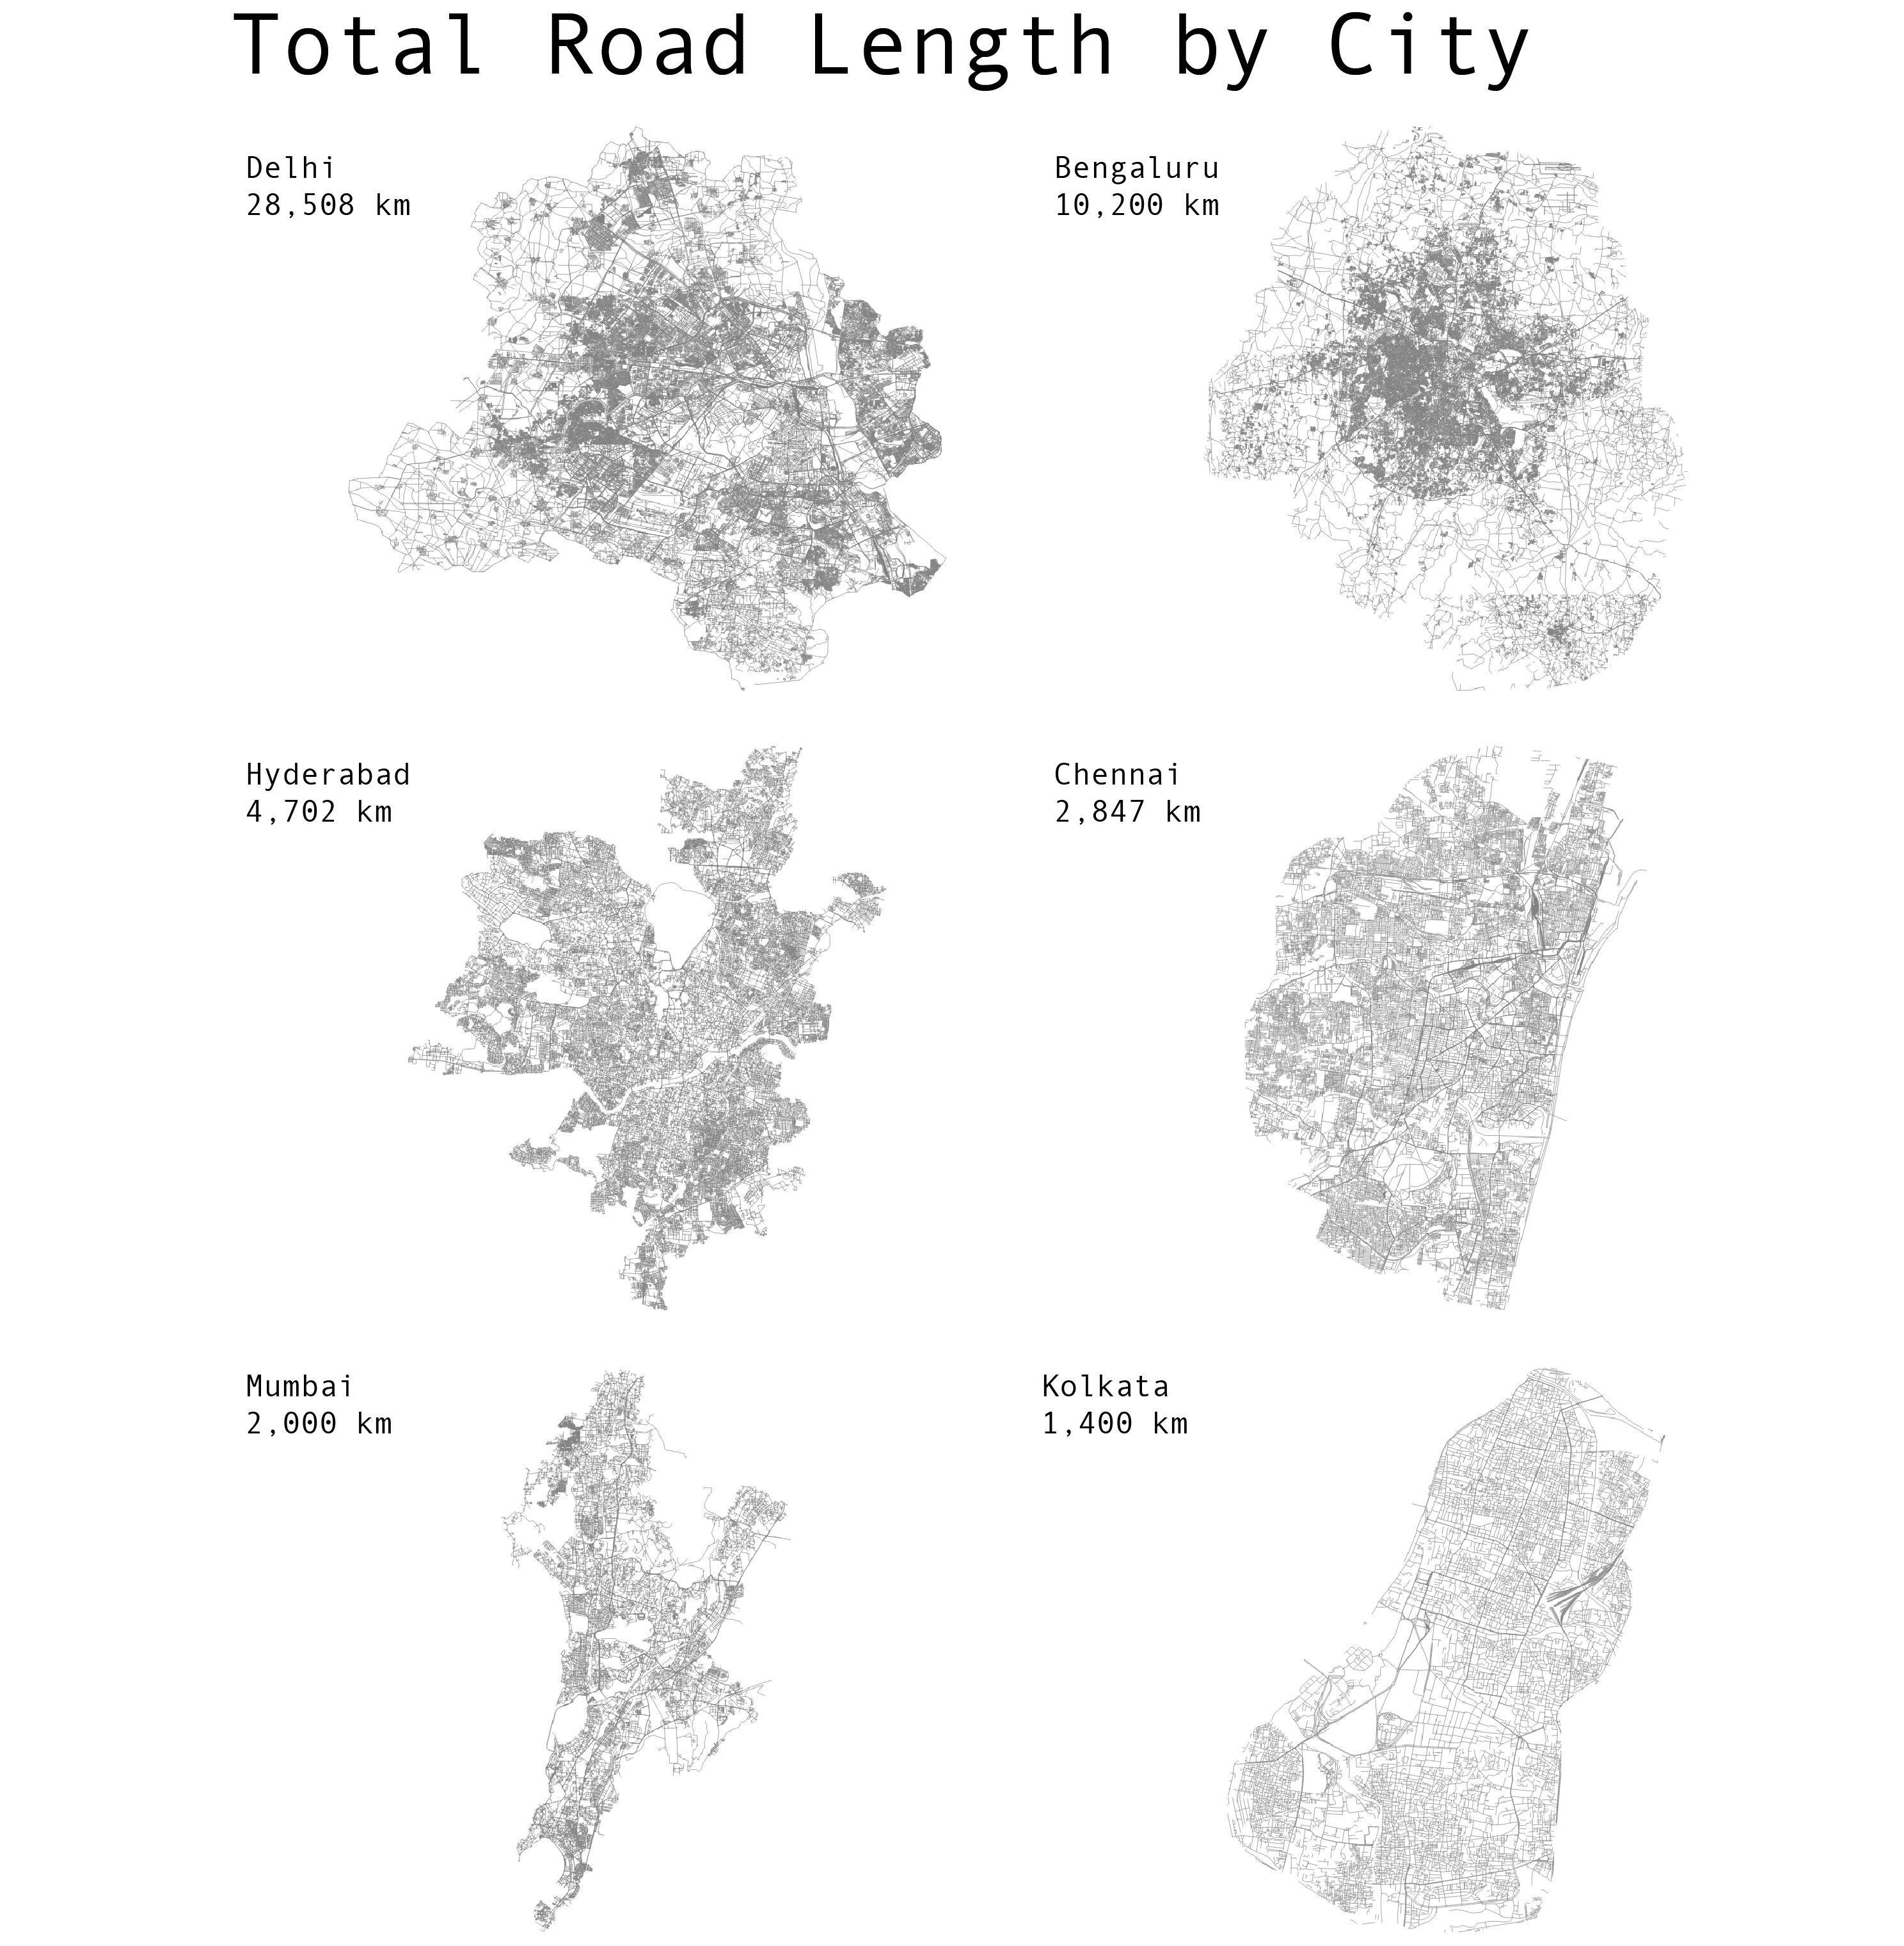 Total Road Length by City
Delhi
28,508 km
Bengaluru
10,200 km
Hyderabad
4,702 km
Chennai
2,847 km
Mumbai
2,000 km
Kolkata
1,400 km